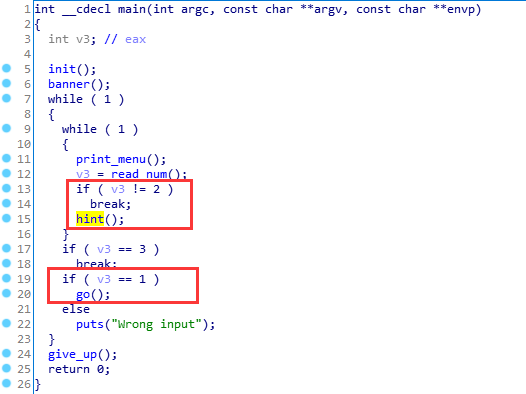 1 int __cdecl main(int argc, const char **argv, const char **envp)
2 {
3   int v3; // eax
4
5   init();
6   banner();
7   while ( 1 )
8   {
9     while ( 1 )
10     {
11       print_menu();
12       v3 = read_num();
13       if ( v3 != 2 )
14         break;
15       hint();
16     }
17     if ( v3 == 3 )
18       break;
19     if ( v3 == 1 )
20       go();
21     else
22       puts("Wrong input");
23   }
24   give_up();
25   return 0;
26 }